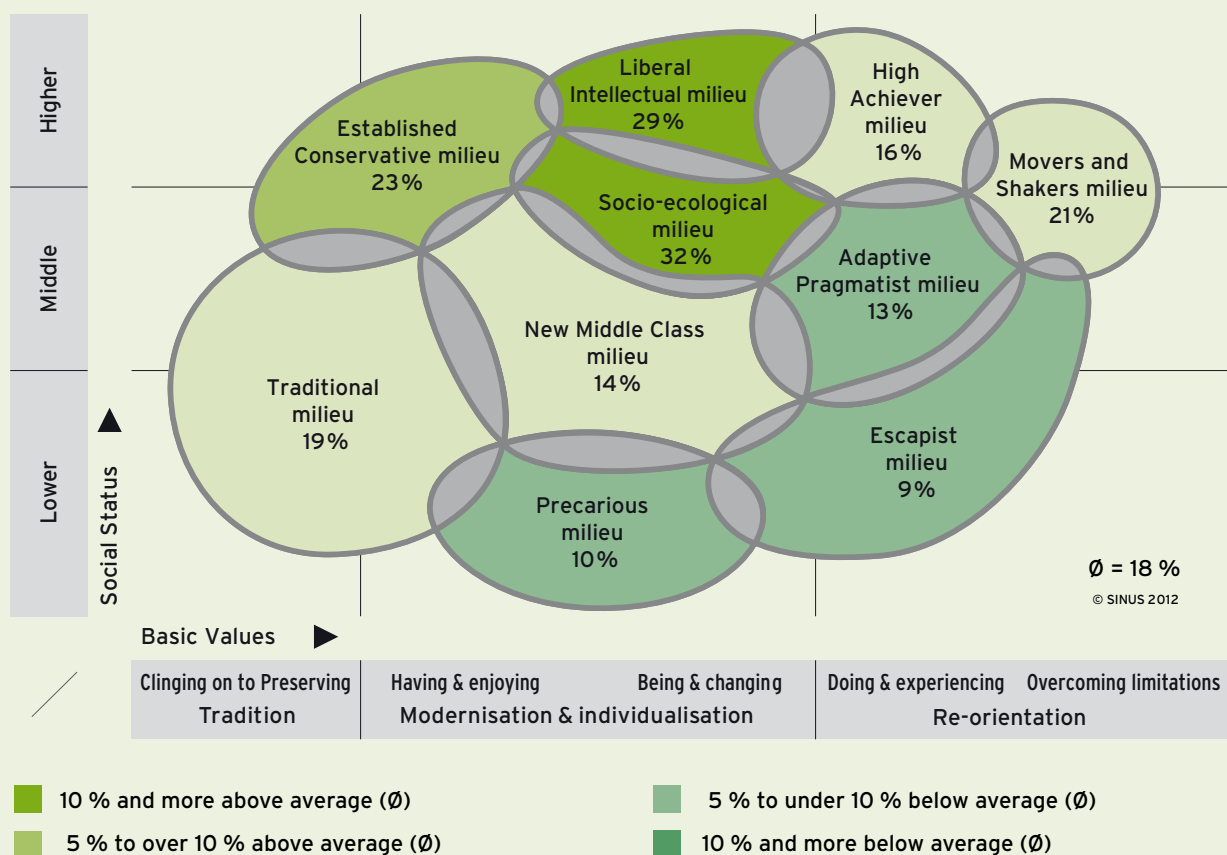 Higher
Middle
Lower
Social Status
Liberal
Intellectual milieu
29 %
High
Achiever
milieu
16 %
Established
Conservative milieu
23 %
Movers and
Shakers milieu
21 %
Socio-ecological
milieu
32 %
Adaptive
Pragmatist milieu
13 %
New Middle Class
milieu
14 %
Traditional
milieu
19 %
Escapist
milieu
9 %
Precarious
milieu
10 %
Ø = 18 %
© SINUS 2012
Basic Values
Clinging on to Preserving
Tradition
Having & enjoying Being & changing
Modernisation & individualisation
Doing & experiencing Overcoming limitations
Re-orientation
10 % and more above average (Ø)
5 % to over 10 % above average (Ø)
5 % to under 10 % below average (Ø)
10 % and more below average (Ø)